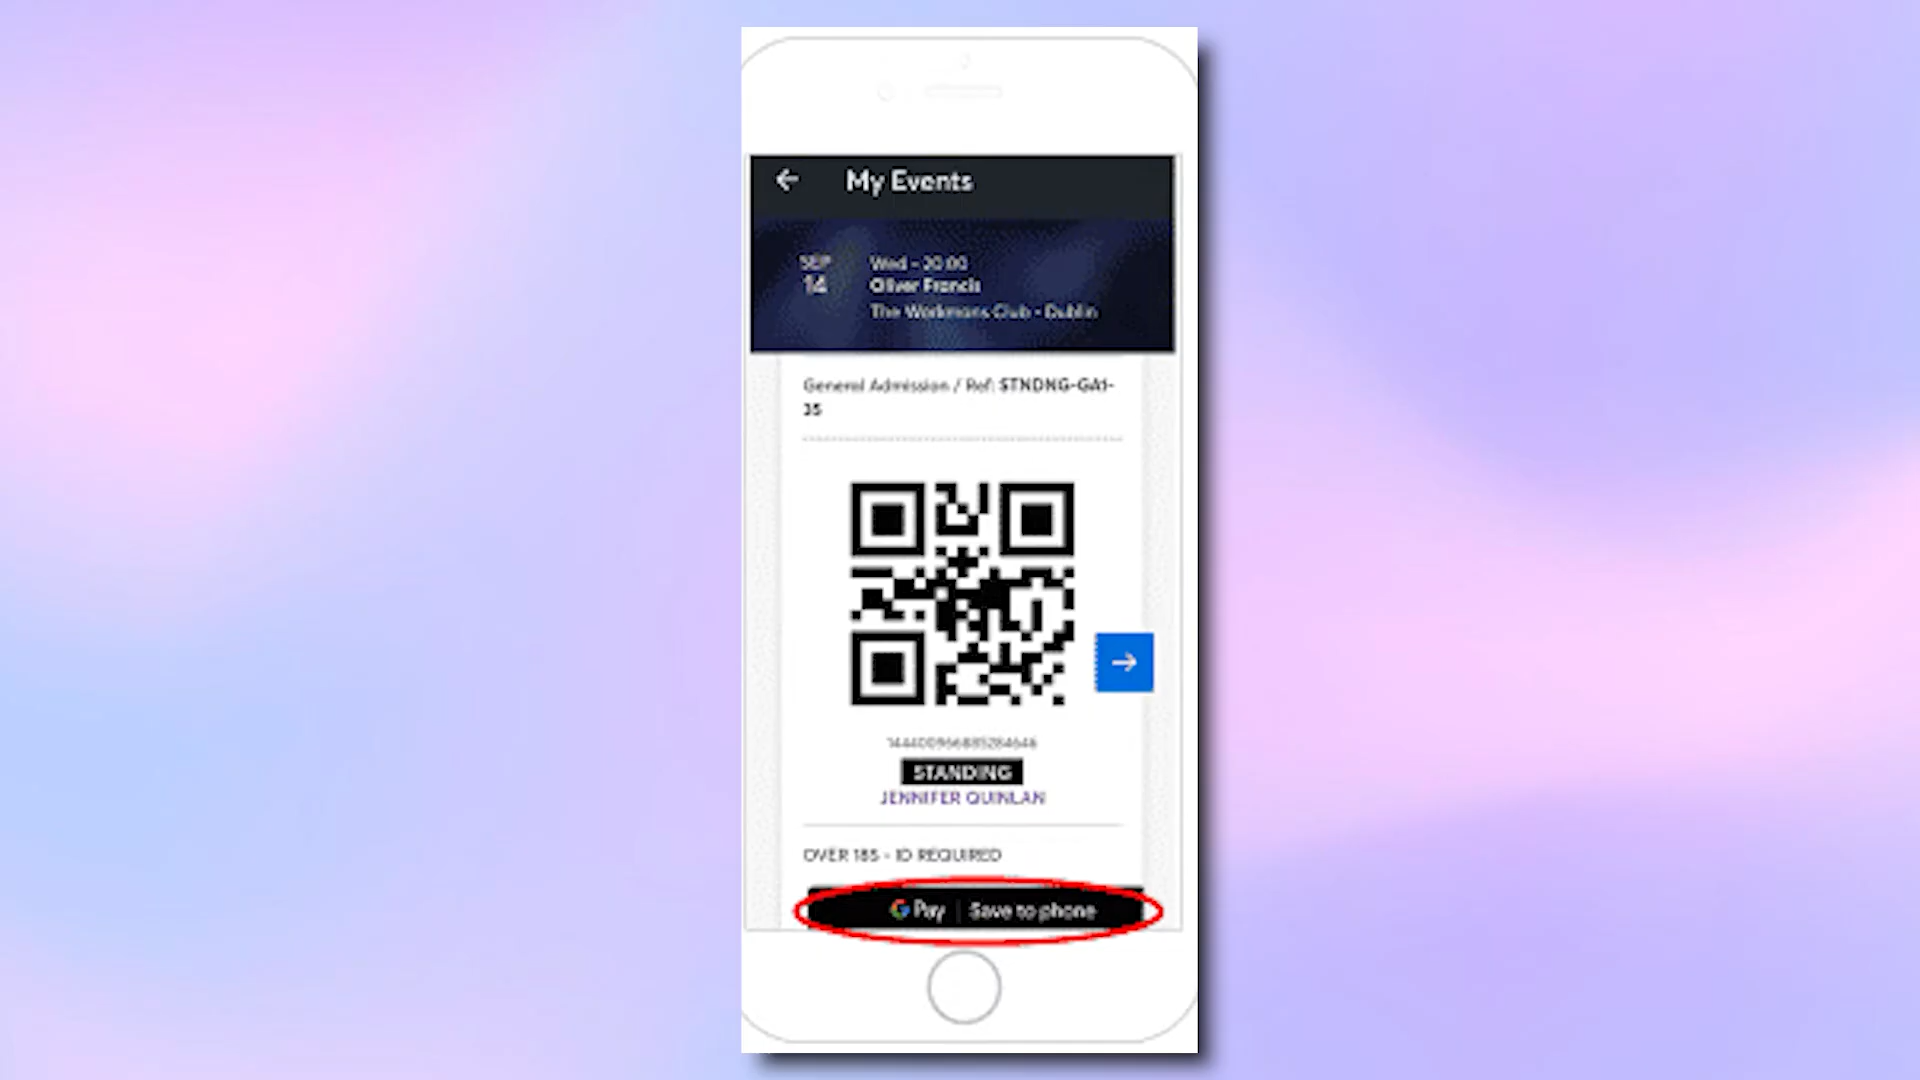 My Events
SEP
14
Wed - 20:00
Oliver Francis
The Workmans Club - Dublin
General Admission / Ref: STNDNG-GA1-
35
STANDING
JENNIFER QUINLAN
OVER 18S - ID REQUIRED
G Pay | Save to phone